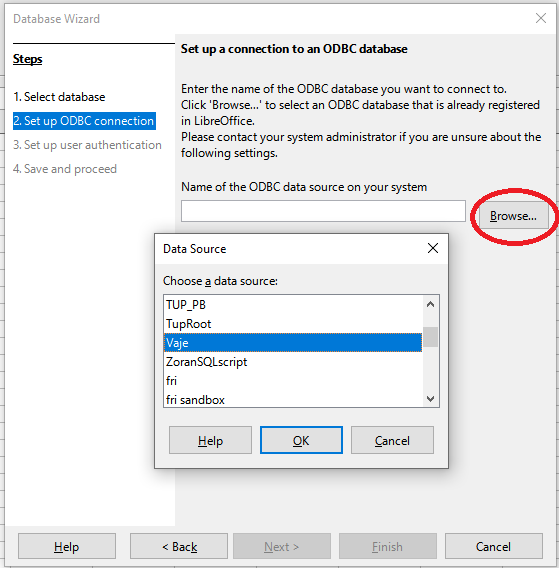 Database Wizard
Steps
1. Select database
2. Set up ODBC connection
3. Set up user authentication
4. Save and proceed
Set up a connection to an ODBC database
Enter the name of the ODBC database you want to connect to.
Click 'Browse...' to select an ODBC database that is already registered
in LibreOffice.
Please contact your system administrator if you are unsure about the
following settings.
Name of the ODBC data source on your system
Browse...
Data Source
Choose a data source:
TUP_PB
TupRoot
Vaje
ZoranSQLscript
fri
fri sandbox
Help
OK
Cancel
Help
< Back
Next >
Finish
Cancel